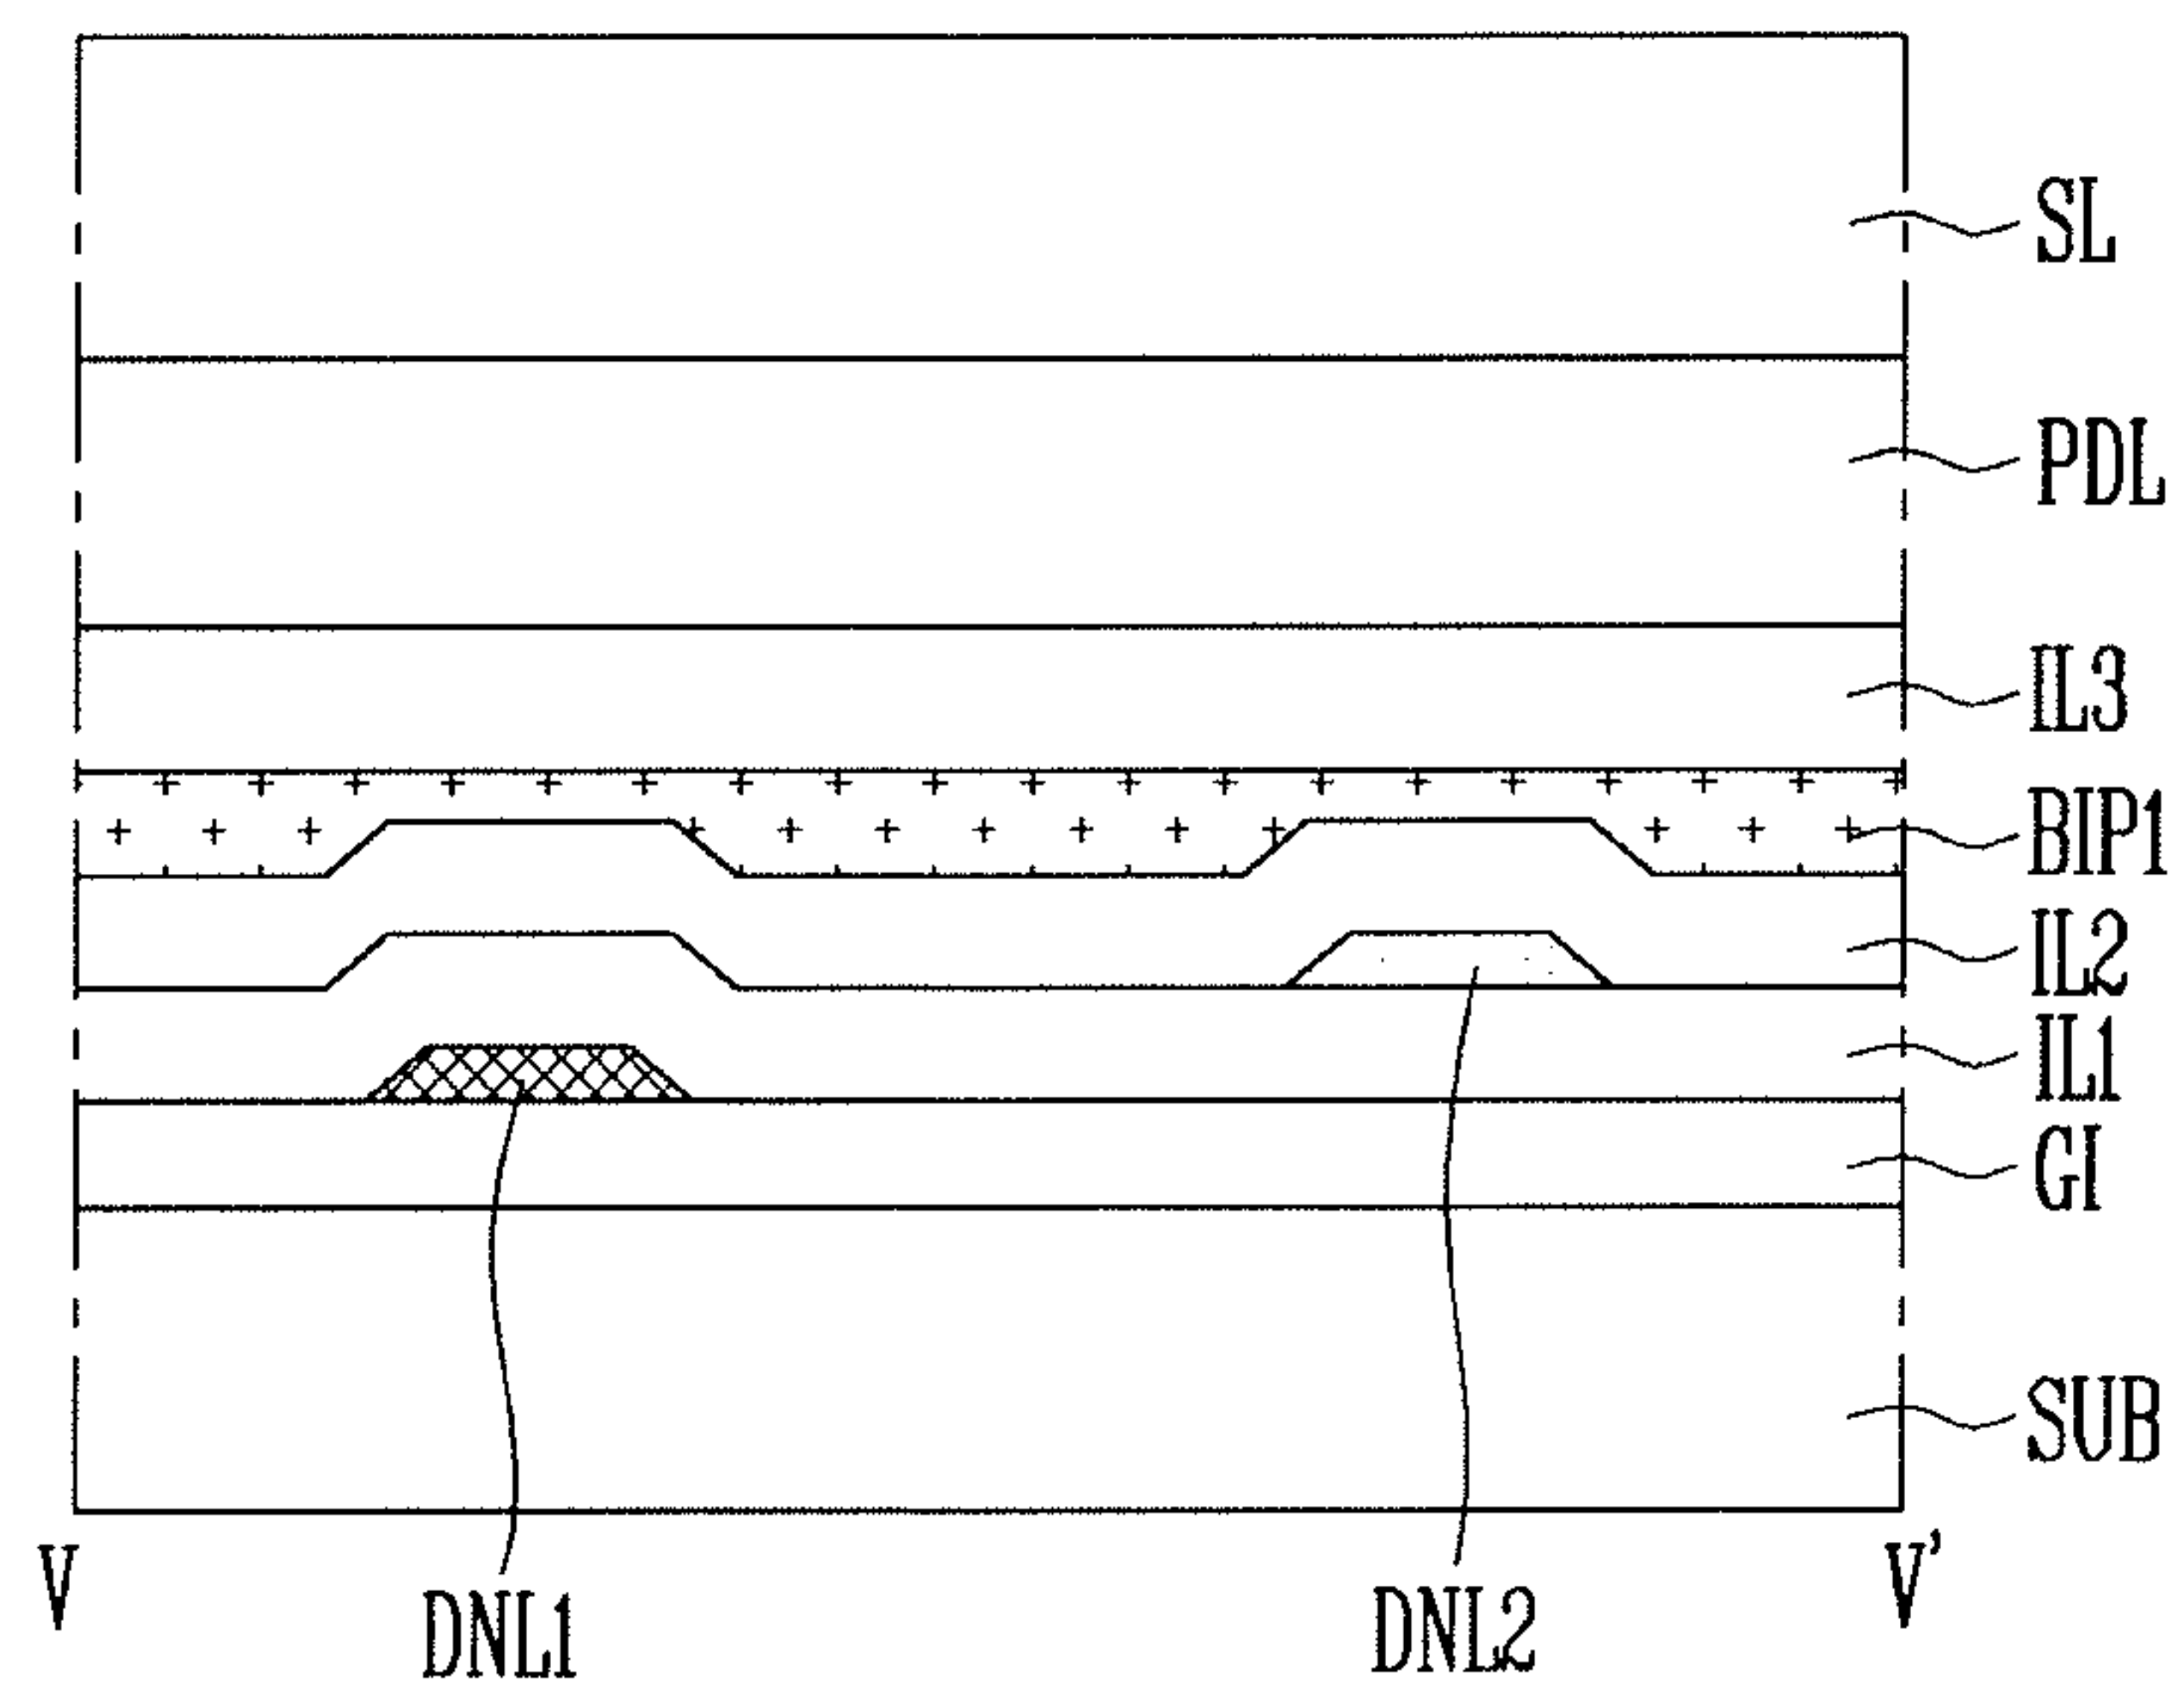 SL
PDL
IL3
BIP1
IL2
IL1
GI
SUB
V
V'
DNL1
DNL2